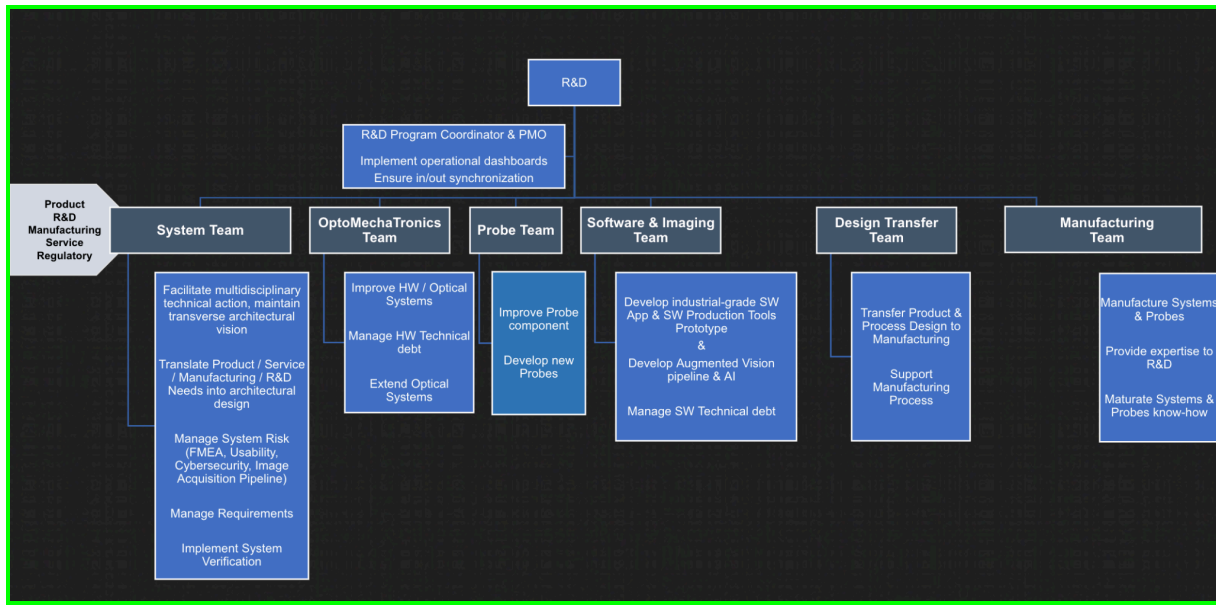 R&D
R&D Program Coordinator & PMO
Implement operational dashboards
Ensure in/out synchronization
Product
R&D
Manufacturing
Service
Regulatory
System Team
OptoMechaTronics
Team
Probe Team
Software & Imaging
Team
Design Transfer
Team
Manufacturing
Team
Facilitate multidisciplinary
technical action, maintain
transverse architectural
vision
Translate Product / Service
/ Manufacturing / R&D
Needs into architectural
design
Manage System Risk
(FMEA, Usability,
Cybersecurity, Image
Acquisition Pipeline)
Manage Requirements
Implement System
Verification
Improve HW / Optical
Systems
Manage HW Technical
debt
Extend Optical
Systems
Improve Probe
component
Develop new
Probes
Develop industrial-grade SW
App & SW Production Tools
Prototype
&
Develop Augmented Vision
pipeline & AI
Manage SW Technical debt
Transfer Product &
Process Design to
Manufacturing
Support
Manufacturing
Process
Manufacture Systems
& Probes
Provide expertise to
R&D
Maturate Systems &
Probes know-how